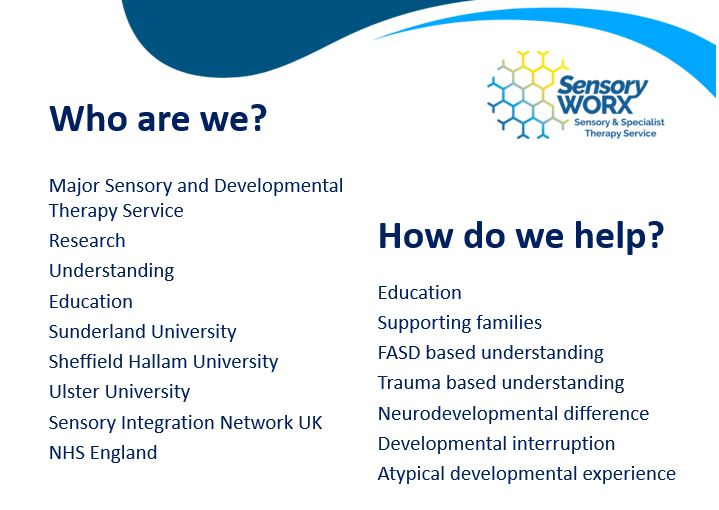 Sensory
WORX
Sensory & Specialist
Therapy Service
Who are we?
Major Sensory and Developmental
Therapy Service
Research
Understanding
Education
Sunderland University
Sheffield Hallam University
Ulster University
Sensory Integration Network UK
NHS England
How do we help?
Education
Supporting families
FASD based understanding
Trauma based understanding
Neurodevelopmental difference
Developmental interruption
Atypical developmental experience